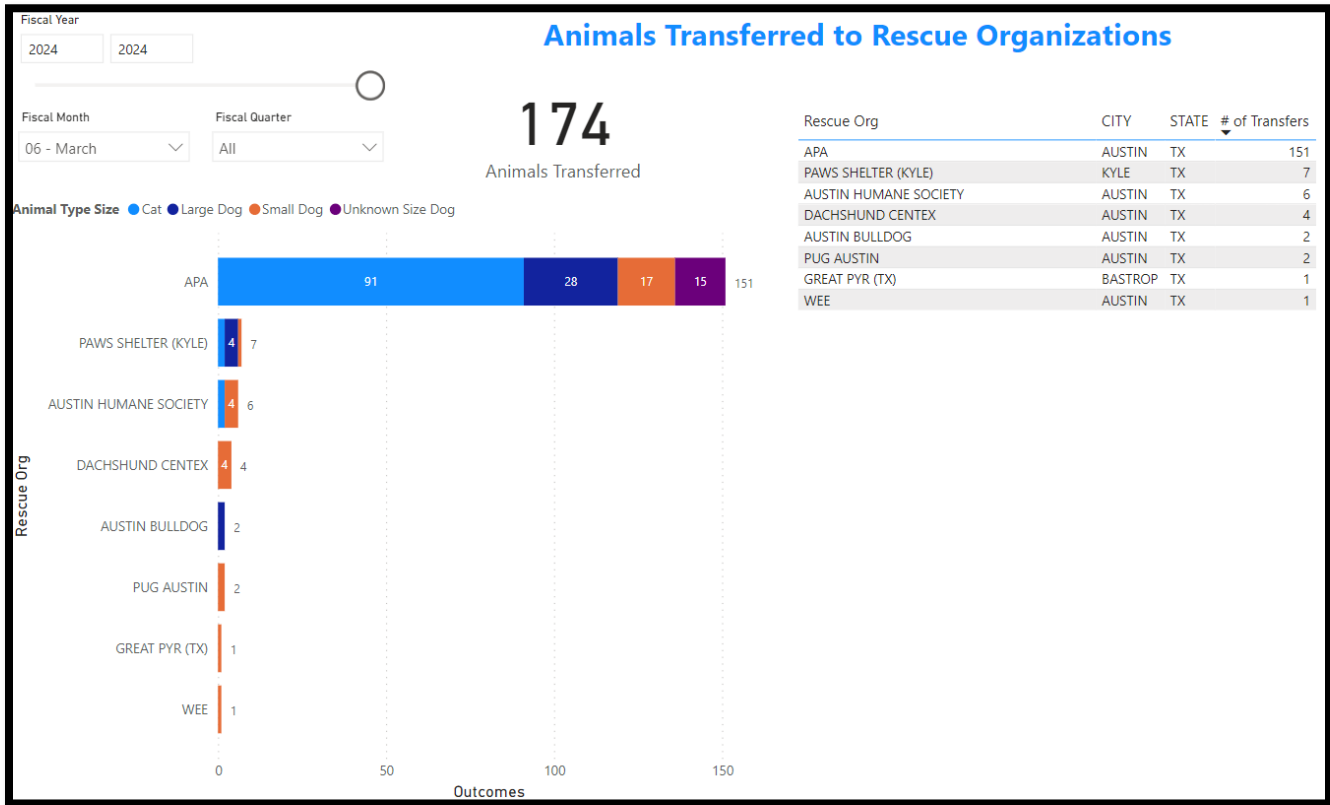 Fiscal Year
2024 2024
Animals Transferred to Rescue Organizations
Fiscal Month Fiscal Quarter
06 - March All
174
Animals Transferred
Rescue Org CITY STATE # of Transfers
APA AUSTIN TX 151
PAWS SHELTER (KYLE) KYLE TX 7
AUSTIN HUMANE SOCIETY AUSTIN TX 6
DACHSHUND CENTEX AUSTIN TX 4
AUSTIN BULLDOG AUSTIN TX 2
PUG AUSTIN AUSTIN TX 2
GREAT PYR (TX) BASTROP TX 1
WEE AUSTIN TX 1
Animal Type Size Cat Large Dog Small Dog Unknown Size Dog
APA 91 28 17 15 151
PAWS SHELTER (KYLE) 4 7
AUSTIN HUMANE SOCIETY 4 6
DACHSHUND CENTEX 4 4
AUSTIN BULLDOG 2
PUG AUSTIN 2
GREAT PYR (TX) 1
WEE 1
Rescue Org
0 50 100 150
Outcomes